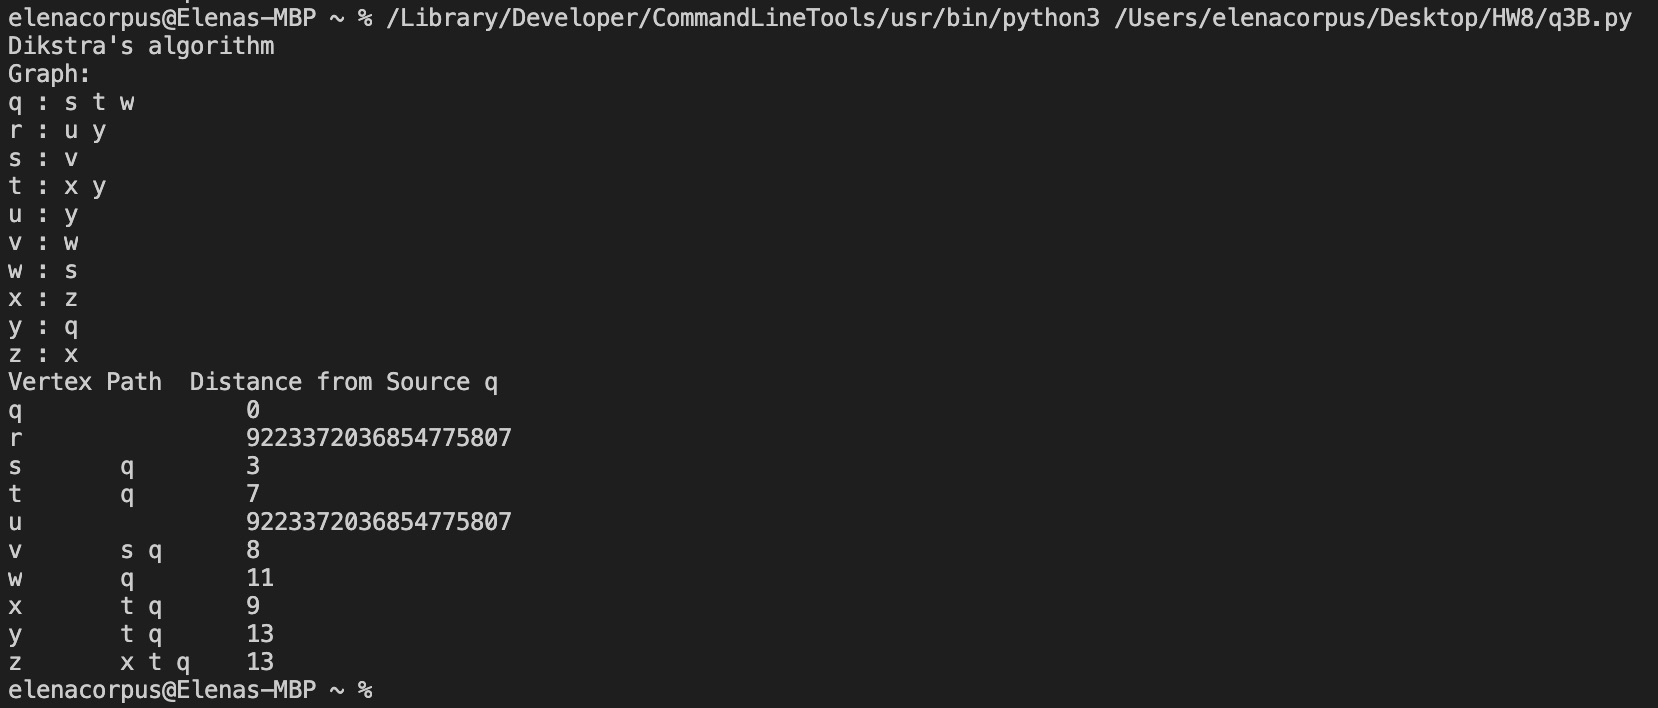 elenacorpus@Elenas-MBP ~ % /Library/Developer/CommandLineTools/usr/bin/python3 /Users/elenacorpus/Desktop/HW8/q3B.py
Dikstra's algorithm
Graph:
q : s t w
r : u y
s : v
t : x y
u : y
v : w
w : s
x : z
y : q
z : x
Vertex Path  Distance from Source q
q                0
r                9223372036854775807
s       q        3
t       q        7
u                9223372036854775807
v       s q      8
w       q        11
x       t q      9
y       t q      13
z       x t q    13
elenacorpus@Elenas-MBP ~ %